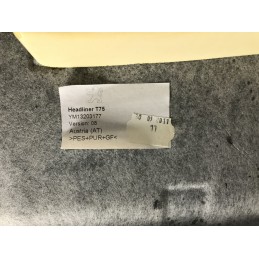 Headliner T75
YM13203177
Version: 05
Austria (AT)
>PES+PUR+GF<